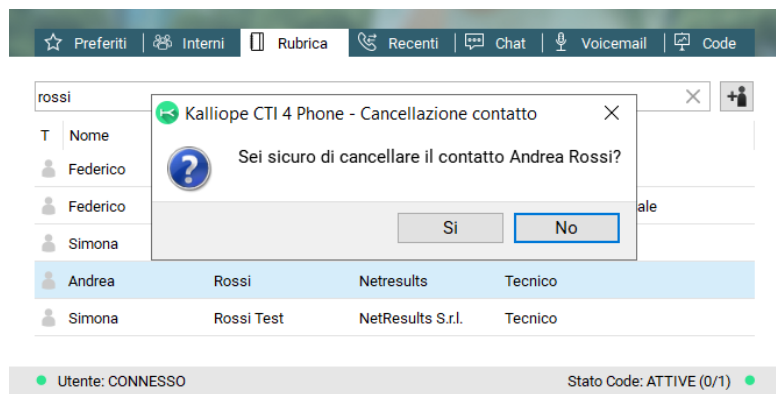 Preferiti Interni Rubrica Recenti Chat Voicemail Code
rossi
Kalliope CTI 4 Phone - Cancellazione contatto
Sei sicuro di cancellare il contatto Andrea Rossi?
Si No
T Nome
Federico
Federico ale
Simona
Andrea Rossi Netresults Tecnico
Simona Rossi Test NetResults S.r.l. Tecnico
Utente: CONNESSO Stato Code: ATTIVE (0/1)